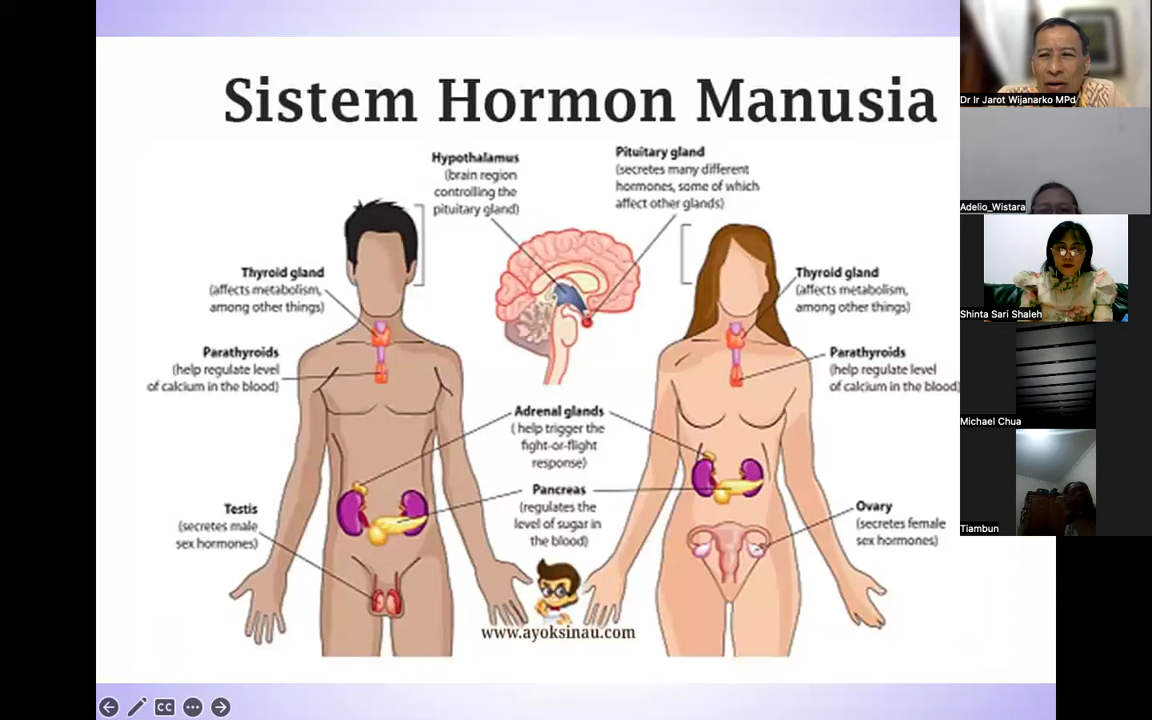 Sistem Hormon Manusia
Hypothalamus
(brain region
controlling the
pituitary gland)
Pituitary gland
(secretes many different
hormones, some of which
affect other glands)
Thyroid gland
(affects metabolism,
among other things)
Thyroid gland
(affects metabolism,
among other things)
Parathyroids
(help regulate level
of calcium in the blood)
Parathyroids
(help regulate level
of calcium in the blood)
Adrenal glands
( help trigger the
fight-or-flight
response)
Pancreas
(regulates the
level of sugar in
the blood)
Testis
(secretes male
sex hormones)
Ovary
(secretes female
sex hormones)
www.ayoksinau.com
CC
Dr Ir Jarot Wijanarko MPd
Adelio_Wistara
Shinta Sari Shaleh
Michael Chua
Tiambun